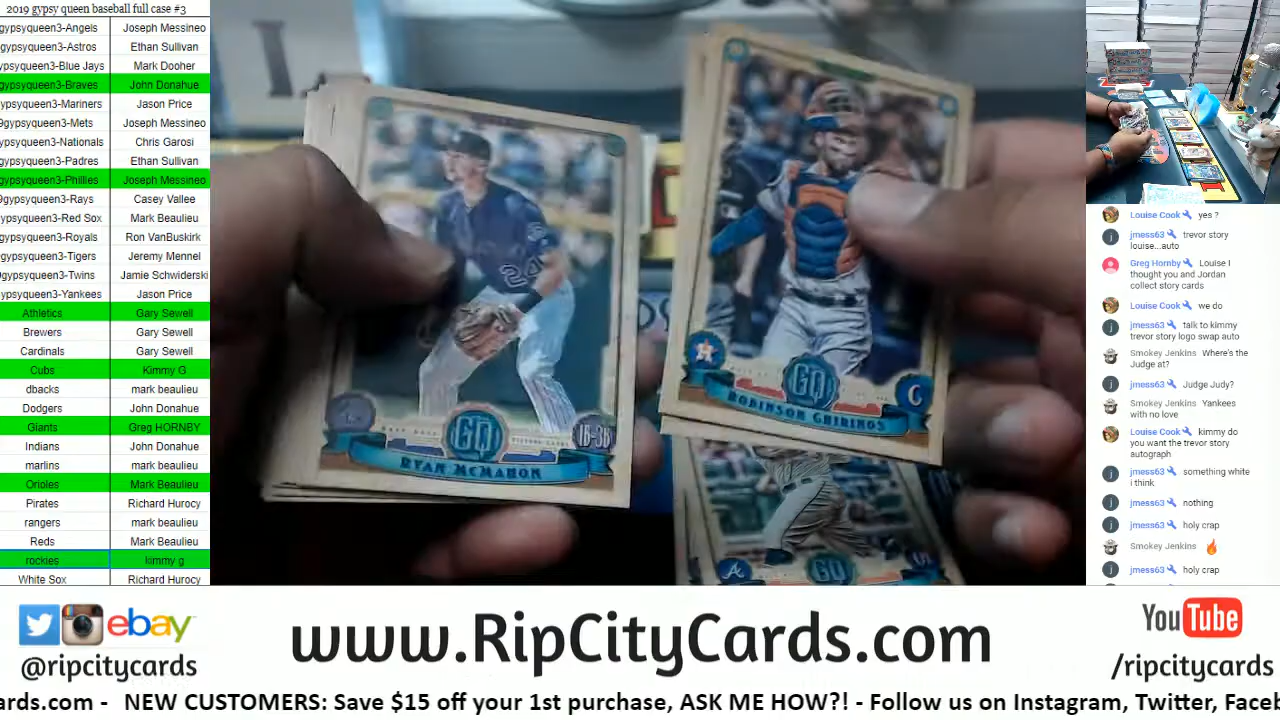 2019 gypsy queen baseball full case #3
gypsyqueen3-Angels Joseph Messineo
gypsyqueen3-Astros Ethan Sullivan
gypsyqueen3-Blue Jays Mark Dooher
gypsyqueen3-Braves John Donahue
gypsyqueen3-Mariners Jason Price
9gypsyqueen3-Mets Joseph Messineo
gypsyqueen3-Nationals Chris Garosi
gypsyqueen3-Padres Ethan Sullivan
gypsyqueen3-Phillies Joseph Messineo
9gypsyqueen3-Rays Casey Vallee
gypsyqueen3-Red Sox Mark Beaulieu
gypsyqueen3-Royals Ron VanBuskirk
gypsyqueen3-Tigers Jeremy Mennel
gypsyqueen3-Twins Jamie Schwiderski
ypsyqueen3-Yankees Jason Price
Athletics Gary Sewell
Brewers Gary Sewell
Cardinals Gary Sewell
Cubs Kimmy G
dbacks mark beaulieu
Dodgers John Donahue
Giants Greg HORNBY
Indians John Donahue
marlins mark beaulieu
Orioles Mark Beaulieu
Pirates Richard Hurocy
rangers mark beaulieu
Reds Mark Beaulieu
rockies kimmy g
White Sox Richard Hurocy
24
GQ
RYAN MCMAHON
GQ
C
ROBINSON CHIRINOS
GQ
Louise Cook yes ?
jmess63 trevor story
louise...auto
Greg Hornby Louise I
thought you and Jordan
collect story cards
Louise Cook we do
jmess63 talk to kimmy
trevor story logo swap auto
Smokey Jenkins Where's the
Judge at?
jmess63 Judge Judy?
Smokey Jenkins Yankees
with no love
Louise Cook kimmy do
you want the trevor story
autograph
jmess63 something white
i think
jmess63 nothing
jmess63 holy crap
Smokey Jenkins 🔥
jmess63 holy crap
ebay
@ripcitycards
www.RipCityCards.com
YouTube
/ripcitycards
cards.com - NEW CUSTOMERS: Save $15 off your 1st purchase, ASK ME HOW?! - Follow us on Instagram, Twitter, Faceb